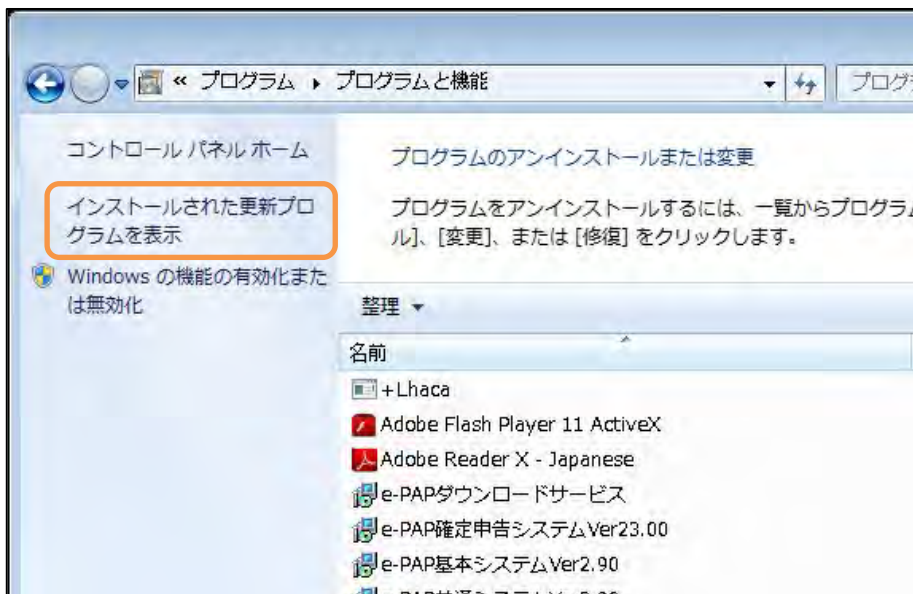 « プログラム ▸ プログラムと機能
プログ
コントロール パネル ホーム
インストールされた更新プロ
グラムを表示
Windows の機能の有効化また
は無効化
プログラムのアンインストールまたは変更
プログラムをアンインストールするには、一覧からプログラム
ル]、[変更]、または [修復] をクリックします。
整理
名前
+Lhaca
Adobe Flash Player 11 ActiveX
Adobe Reader X - Japanese
e-PAPダウンロードサービス
e-PAP確定申告システムVer23.00
e-PAP基本システムVer2.90